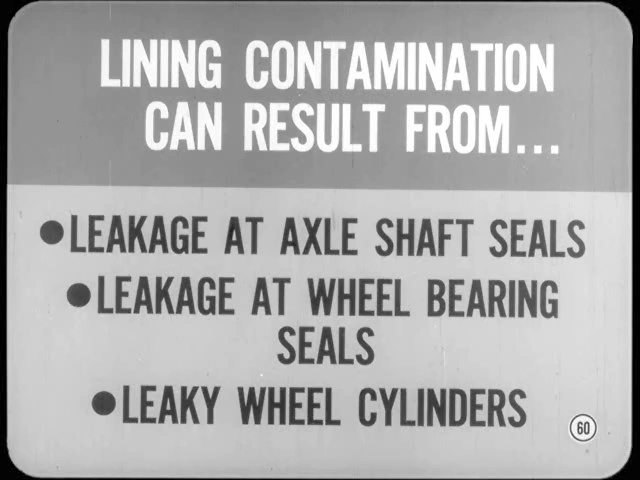 LINING CONTAMINATION
CAN RESULT FROM...
●LEAKAGE AT AXLE SHAFT SEALS
●LEAKAGE AT WHEEL BEARING
SEALS
●LEAKY WHEEL CYLINDERS
60